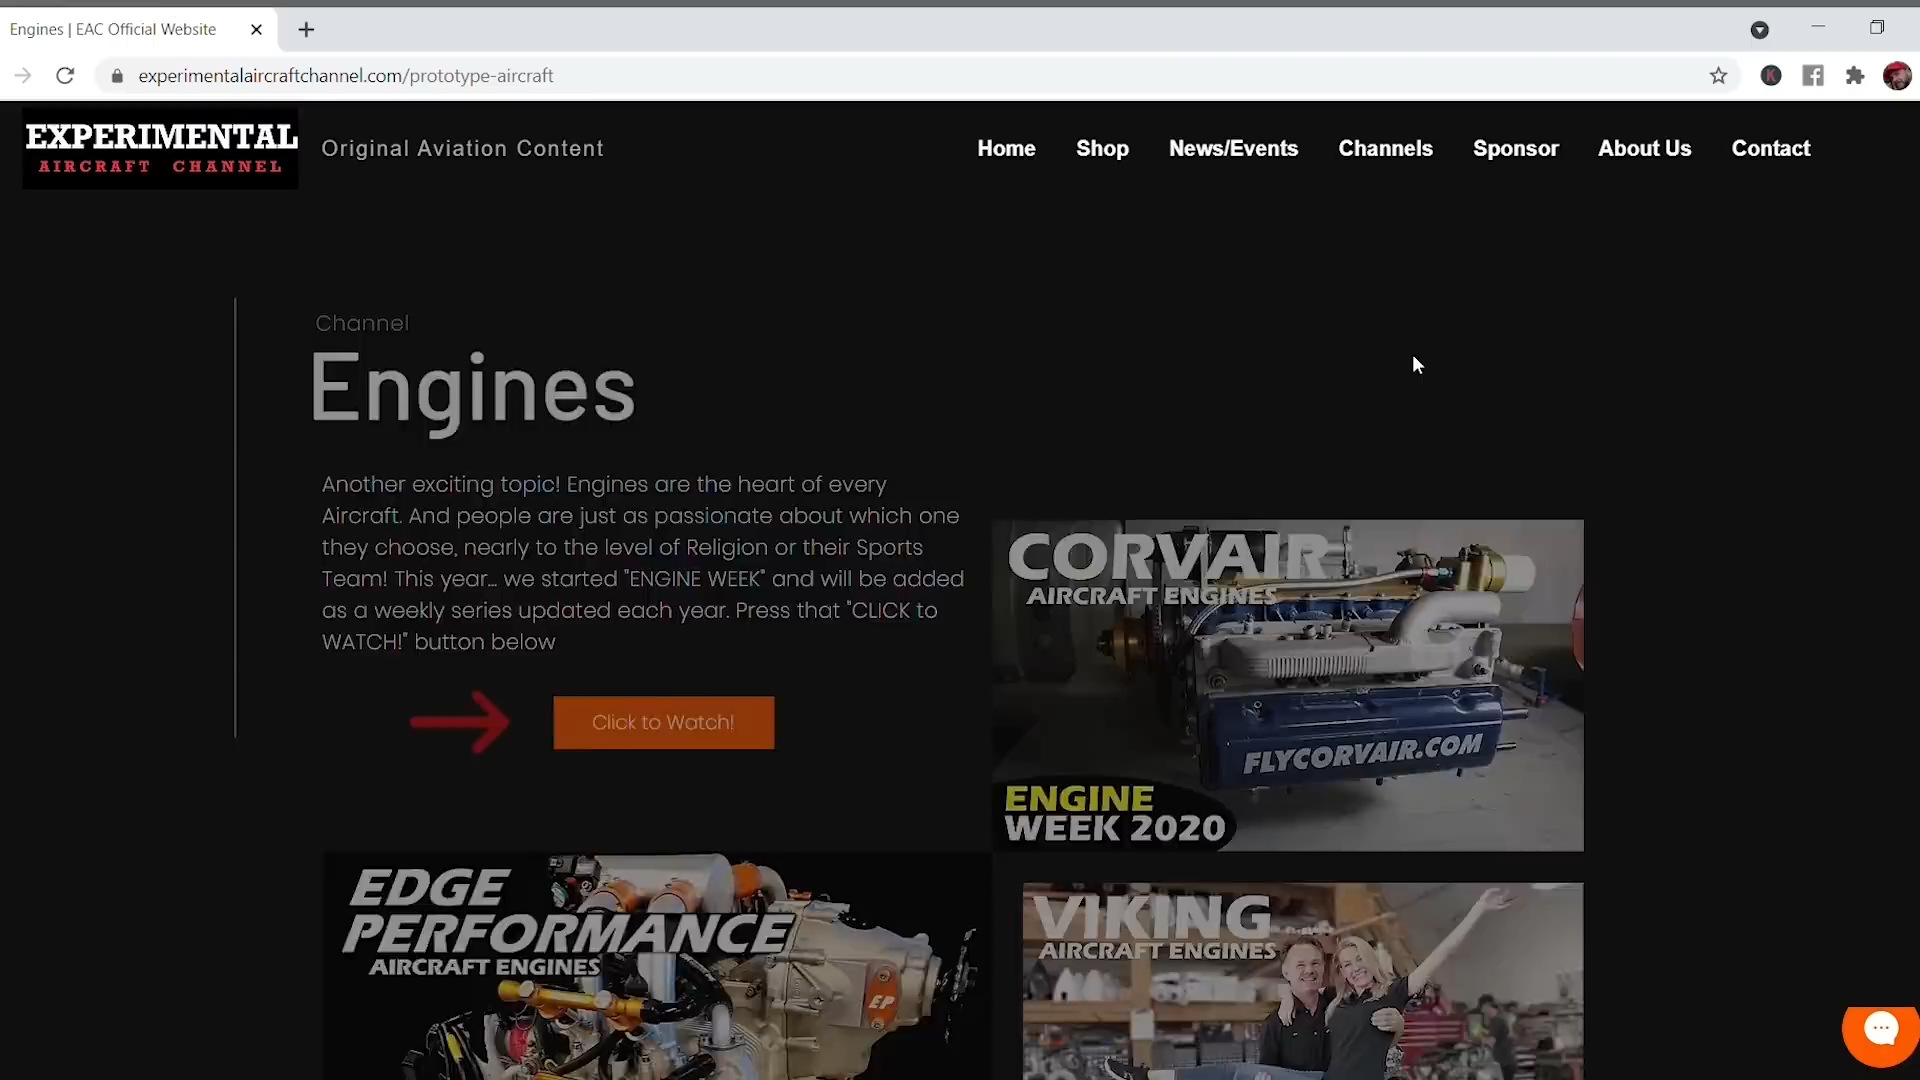 Engines | EAC Official Website
experimentalaircraftchannel.com/prototype-aircraft
K
EXPERIMENTAL
AIRCRAFT CHANNEL
Original Aviation Content
Home Shop News/Events Channels Sponsor About Us Contact
Channel
Engines
Another exciting topic! Engines are the heart of every
Aircraft. And people are just as passionate about which one
they choose, nearly to the level of Religion or their Sports
Team! This year... we started "ENGINE WEEK" and will be added
as a weekly series updated each year. Press that "CLICK to
WATCH!" button below
Click to Watch!
CORVAIR
AIRCRAFT ENGINES
FLYCORVAIR.COM
ENGINE
WEEK 2020
EDGE
PERFORMANCE
AIRCRAFT ENGINES
EP
VIKING
AIRCRAFT ENGINES